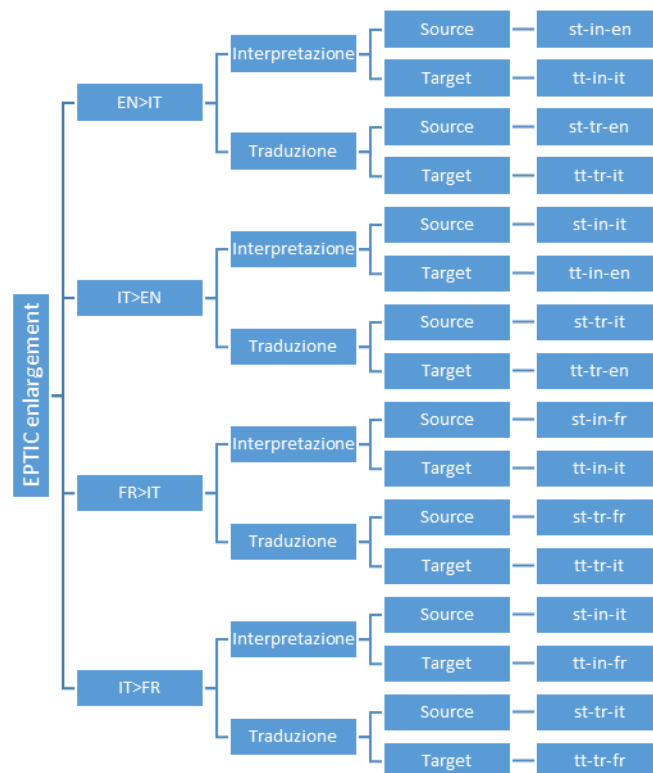 EPTIC enlargement
EN>IT
Interpretazione
Source
st-in-en
Target
tt-in-it
Traduzione
Source
st-tr-en
Target
tt-tr-it
IT>EN
Interpretazione
Source
st-in-it
Target
tt-in-en
Traduzione
Source
st-tr-it
Target
tt-tr-en
FR>IT
Interpretazione
Source
st-in-fr
Target
tt-in-it
Traduzione
Source
st-tr-fr
Target
tt-tr-it
IT>FR
Interpretazione
Source
st-in-it
Target
tt-in-fr
Traduzione
Source
st-tr-it
Target
tt-tr-fr